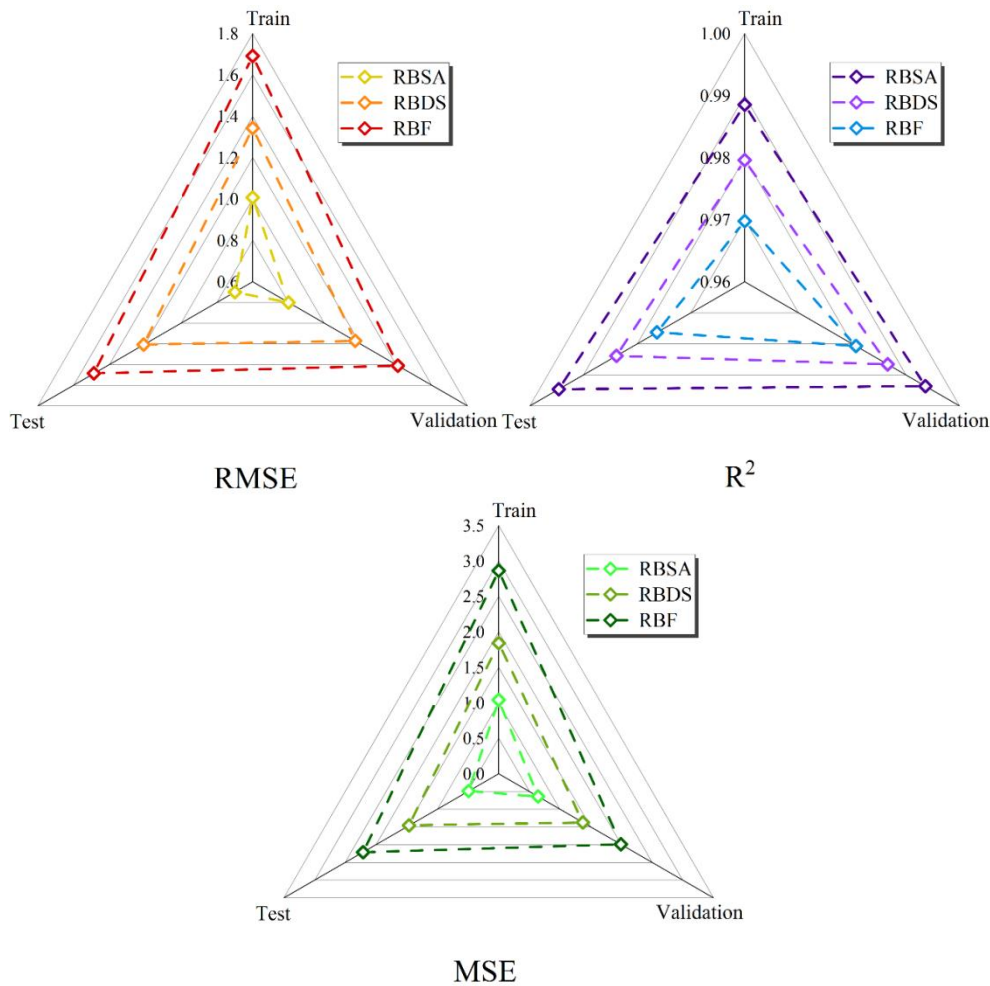 Train
1.8
1.6
1.4
1.2
1.0
0.8
0.6
RBSA
RBDS
RBF
Test
Validation
RMSE
Train
1.00
0.99
0.98
0.97
0.96
RBSA
RBDS
RBF
Test
Validation
R²
Train
3.5
3.0
2.5
2.0
1.5
1.0
0.5
0.0
RBSA
RBDS
RBF
Test
Validation
MSE